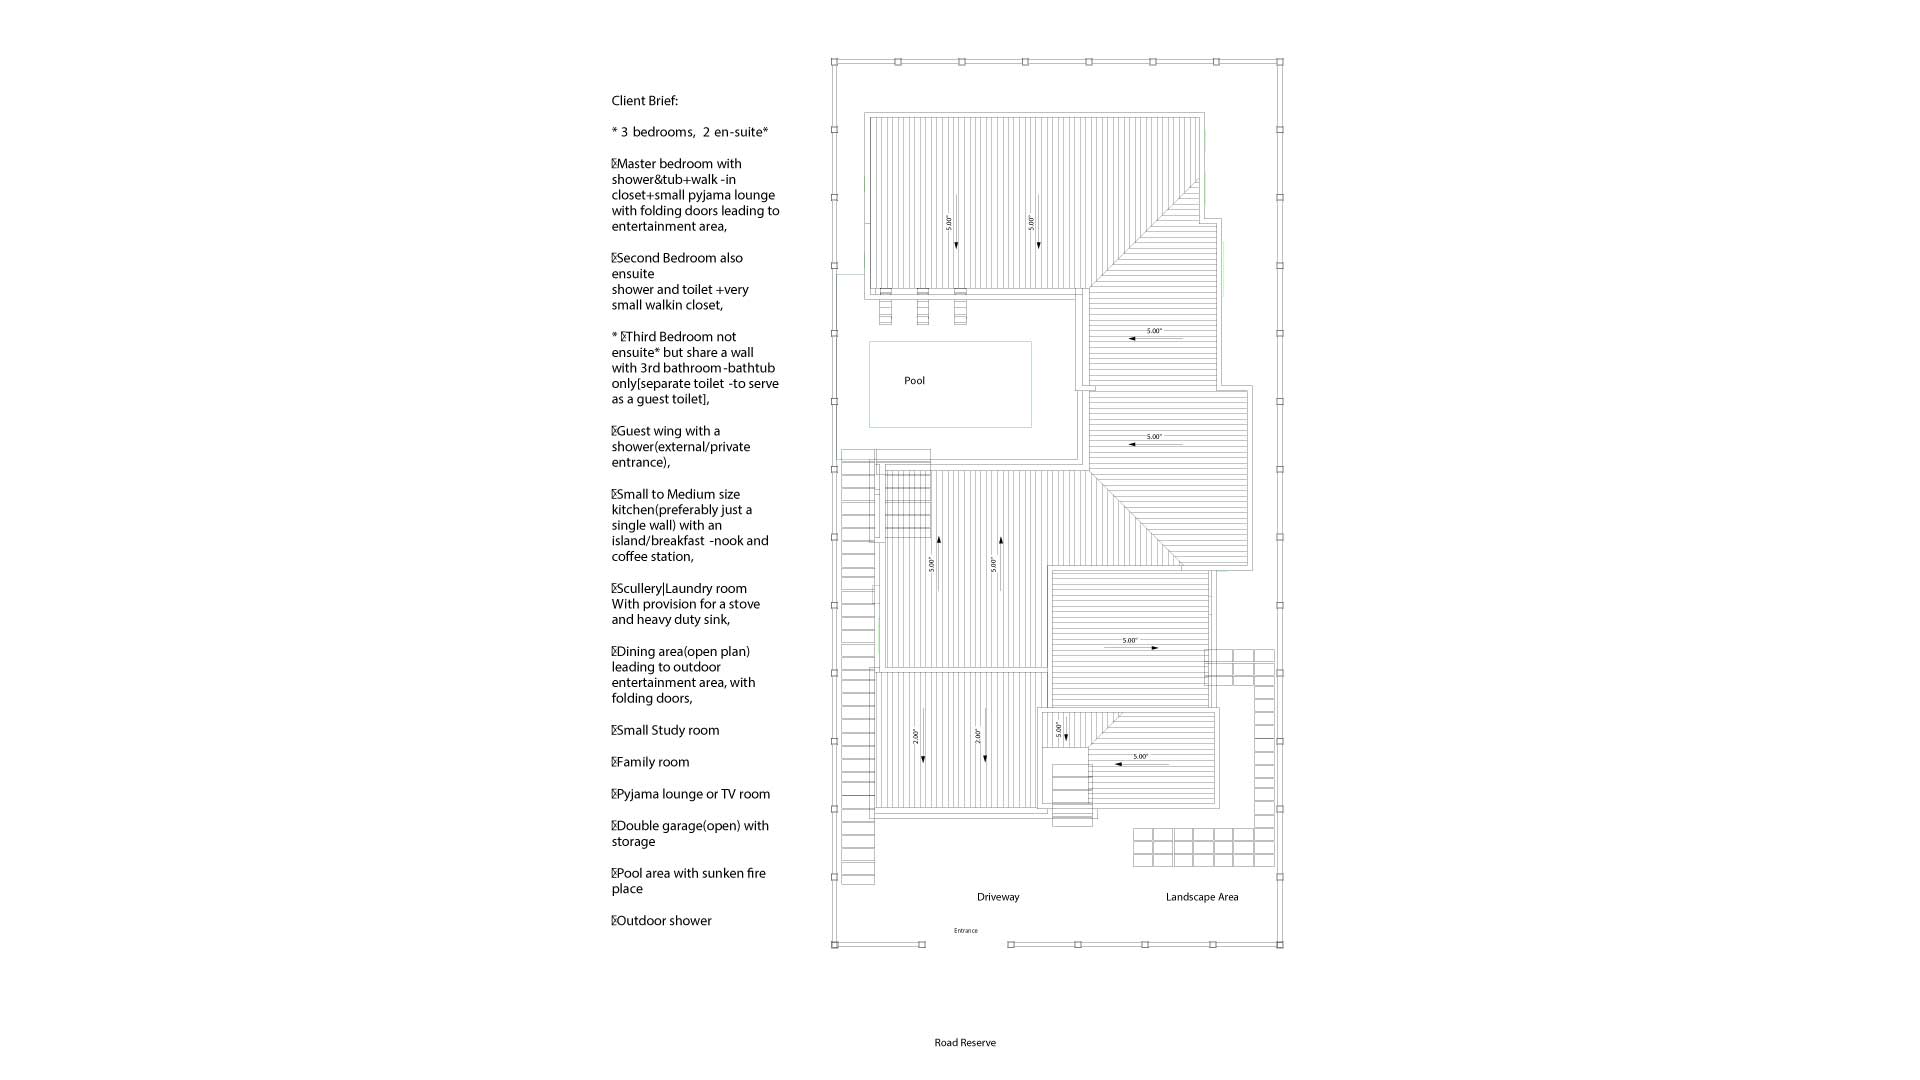 Client Brief:
* 3 bedrooms, 2 en-suite*
Master bedroom with
shower&tub+walk -in
closet+small pyjama lounge
with folding doors leading to
entertainment area,
Second Bedroom also
ensuite
shower and toilet +very
small walkin closet,
* Third Bedroom not
ensuite* but share a wall
with 3rd bathroom-bathtub
only[separate toilet -to serve
as a guest toilet],
Guest wing with a
shower(external/private
entrance),
Small to Medium size
kitchen(preferably just a
single wall) with an
island/breakfast -nook and
coffee station,
Scullery|Laundry room
With provision for a stove
and heavy duty sink,
Dining area(open plan)
leading to outdoor
entertainment area, with
folding doors,
Small Study room
Family room
Pyjama lounge or TV room
Double garage(open) with
storage
Pool area with sunken fire
place
Outdoor shower
5.00°
5.00°
5.00°
Pool
5.00°
5.00°
5.00°
5.00°
2.00°
2.00°
5.00°
5.00°
Driveway
Landscape Area
Entrance
Road Reserve